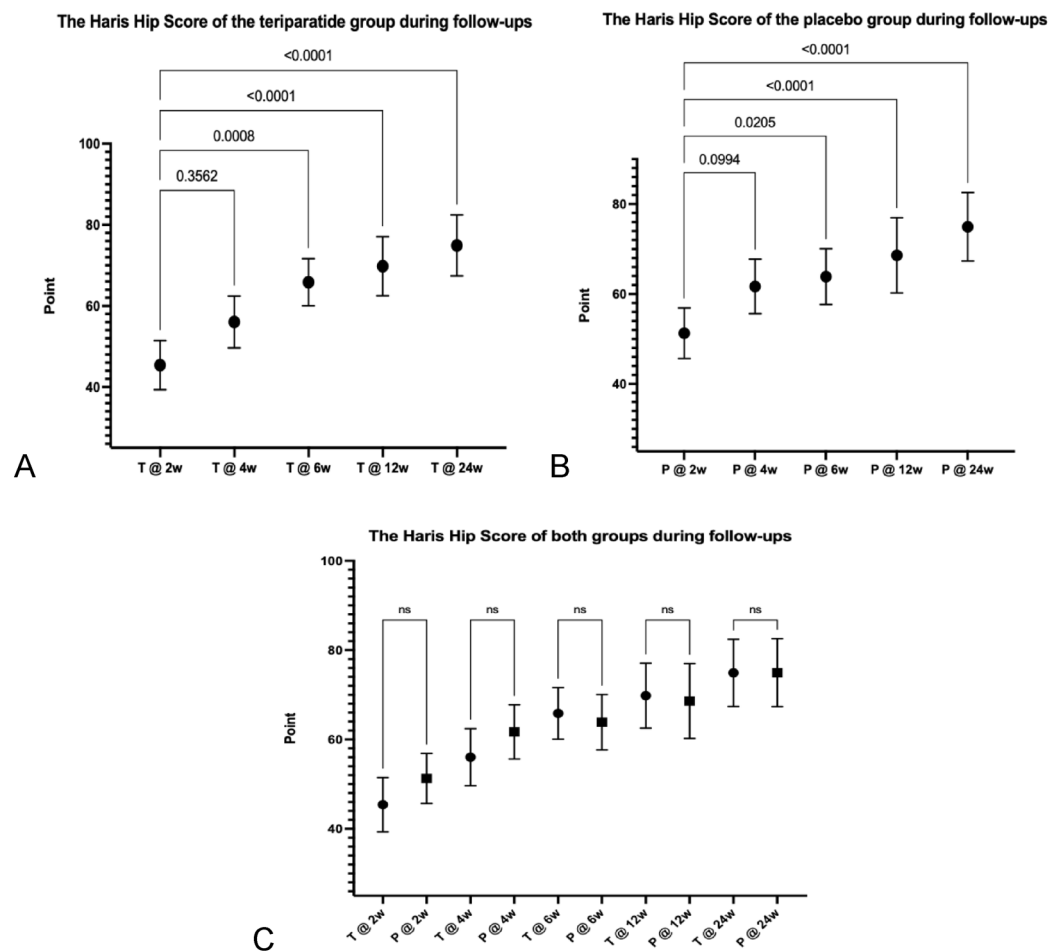 The Haris Hip Score of the teriparatide group during follow-ups
<0.0001
<0.0001
0.0008
0.3562
100
80
60
40
Point
T @ 2w T @ 4w T @ 6w T @ 12w T @ 24w
A
The Haris Hip Score of the placebo group during follow-ups
<0.0001
<0.0001
0.0205
0.0994
80
60
40
Point
P @ 2w P @ 4w P @ 6w P @ 12w P @ 24w
B
The Haris Hip Score of both groups during follow-ups
100
ns ns ns ns ns
80
60
40
Point
T @ 2w P @ 2w T @ 4w P @ 4w T @ 6w P @ 6w T @ 12w P @ 12w T @ 24w P @ 24w
C